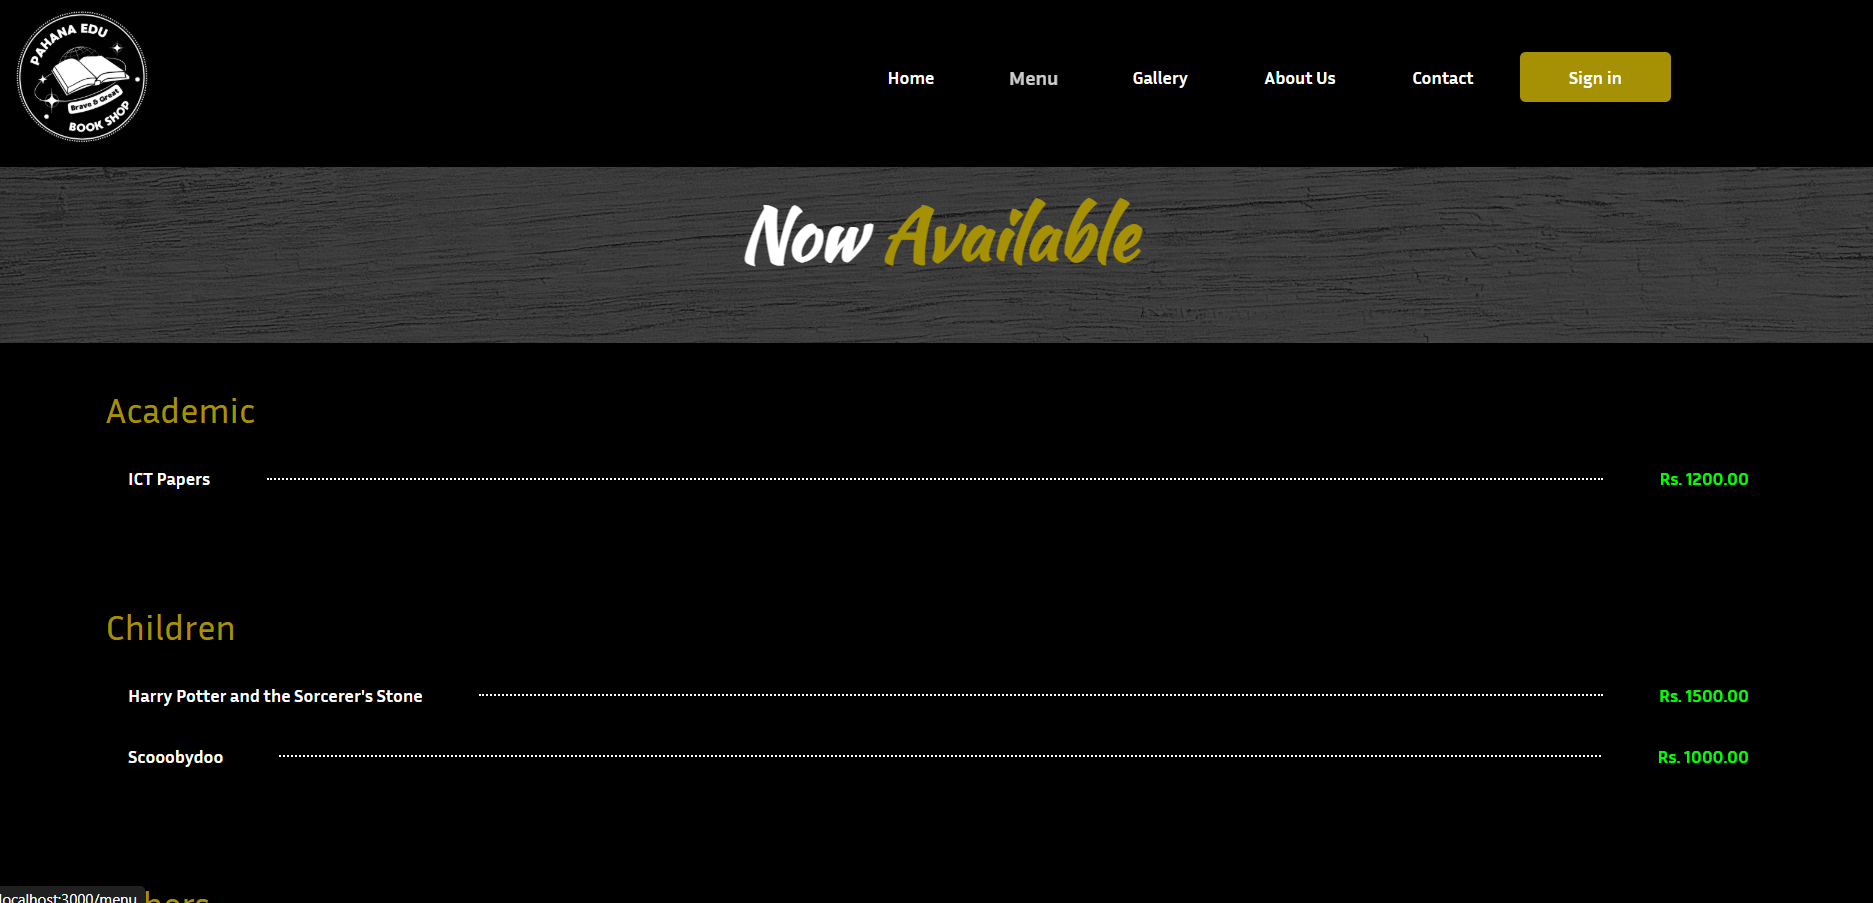 PAHANA EDU
Brave & Great
BOOK SHOP
Home Menu Gallery About Us Contact Sign in
Now Available
Academic
ICT Papers Rs. 1200.00
Children
Harry Potter and the Sorcerer's Stone Rs. 1500.00
Scooobydoo Rs. 1000.00
localhost:3000/menu